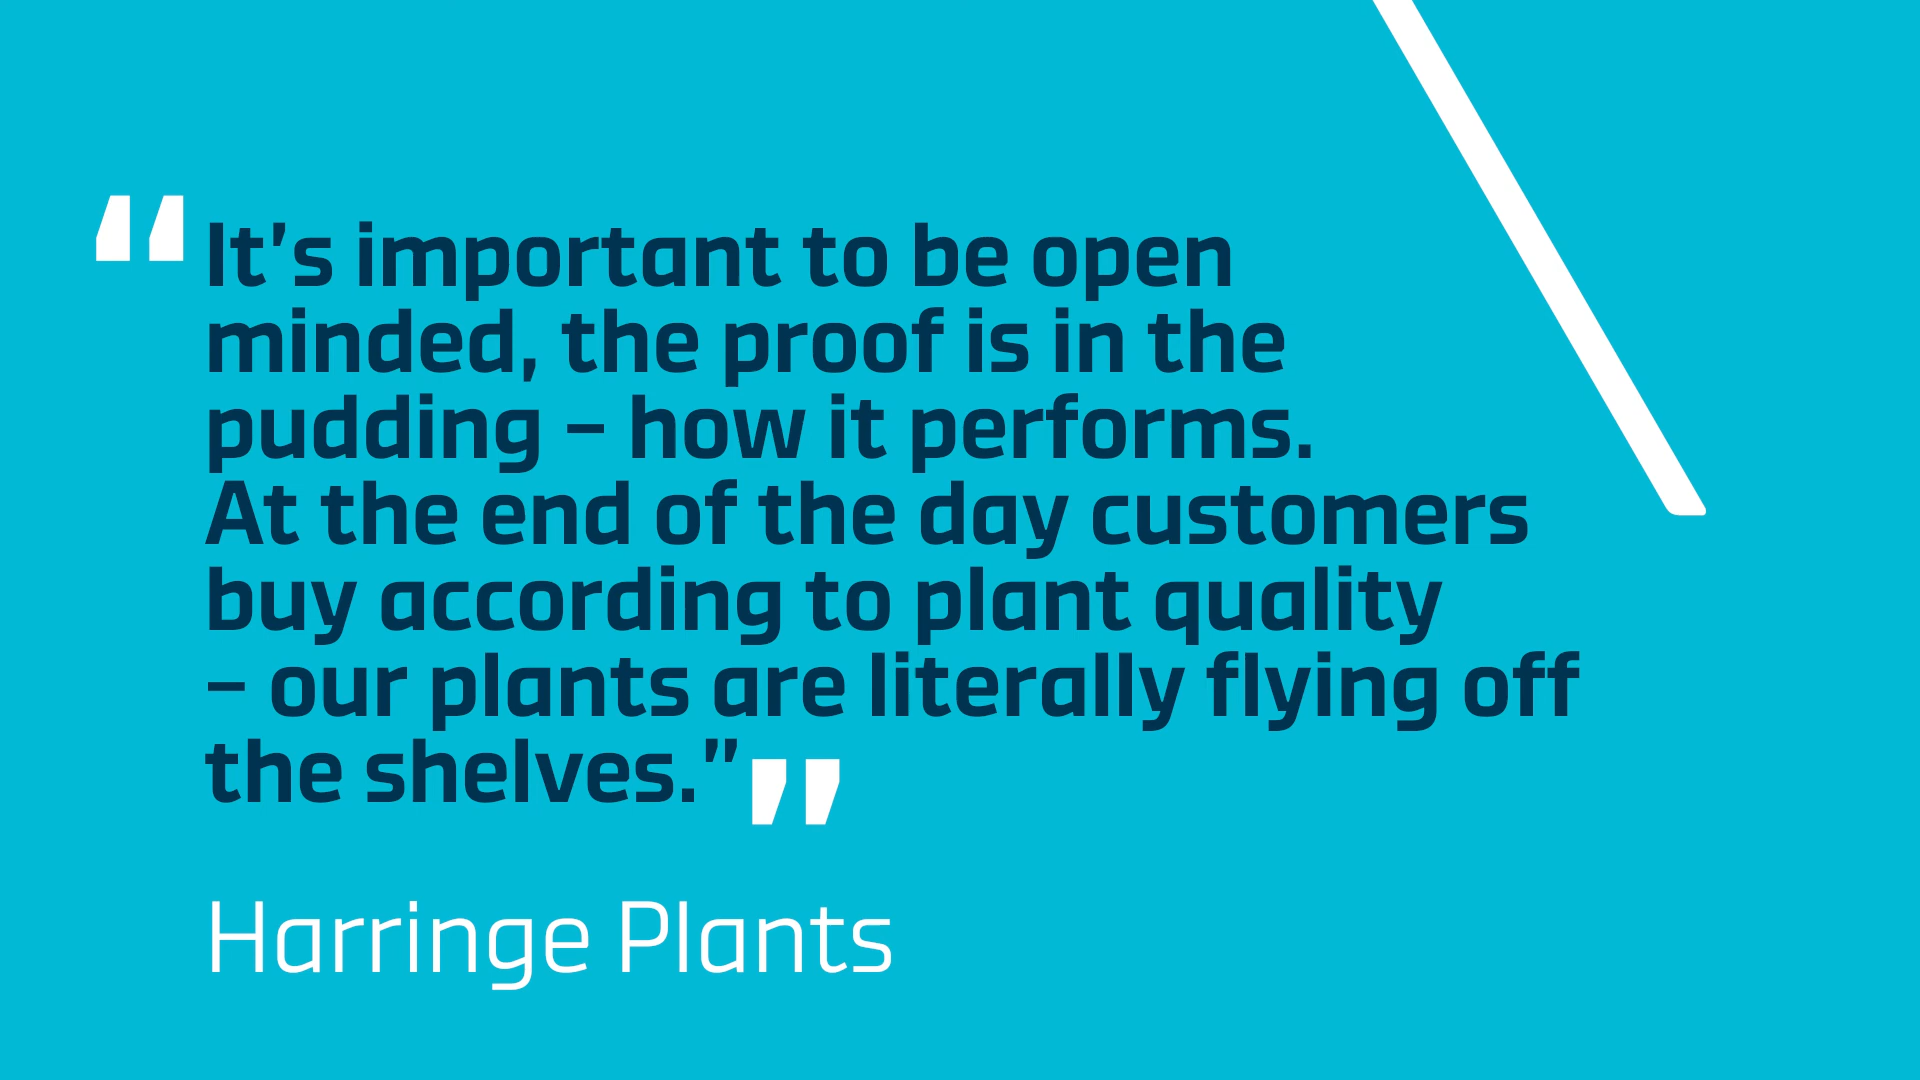 “It’s important to be open
minded, the proof is in the
pudding – how it performs.
At the end of the day customers
buy according to plant quality
– our plants are literally flying off
the shelves.””
Harringe Plants